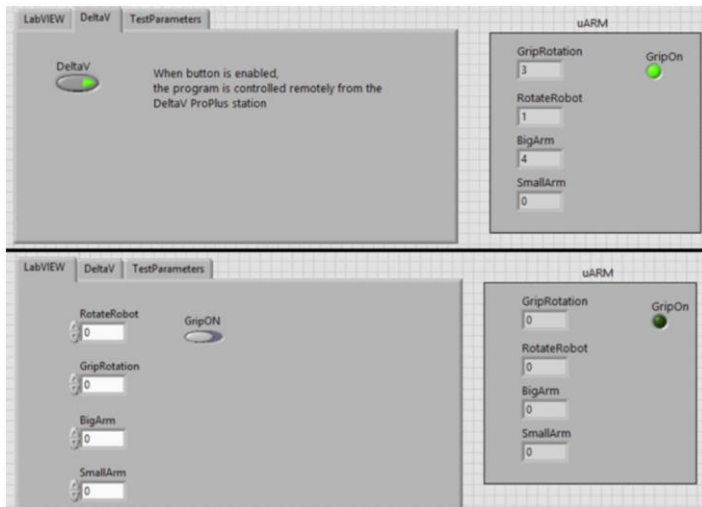 LabVIEW DeltaV TestParameters
DeltaV
When button is enabled,
the program is controlled remotely from the
DeltaV ProPlus station
uARM
GripRotation
3
GripOn
RotateRobot
1
BigArm
4
SmallArm
0
LabVIEW DeltaV TestParameters
RotateRobot
0
GripON
GripRotation
0
BigArm
0
SmallArm
0
uARM
GripRotation
0
GripOn
RotateRobot
0
BigArm
0
SmallArm
0